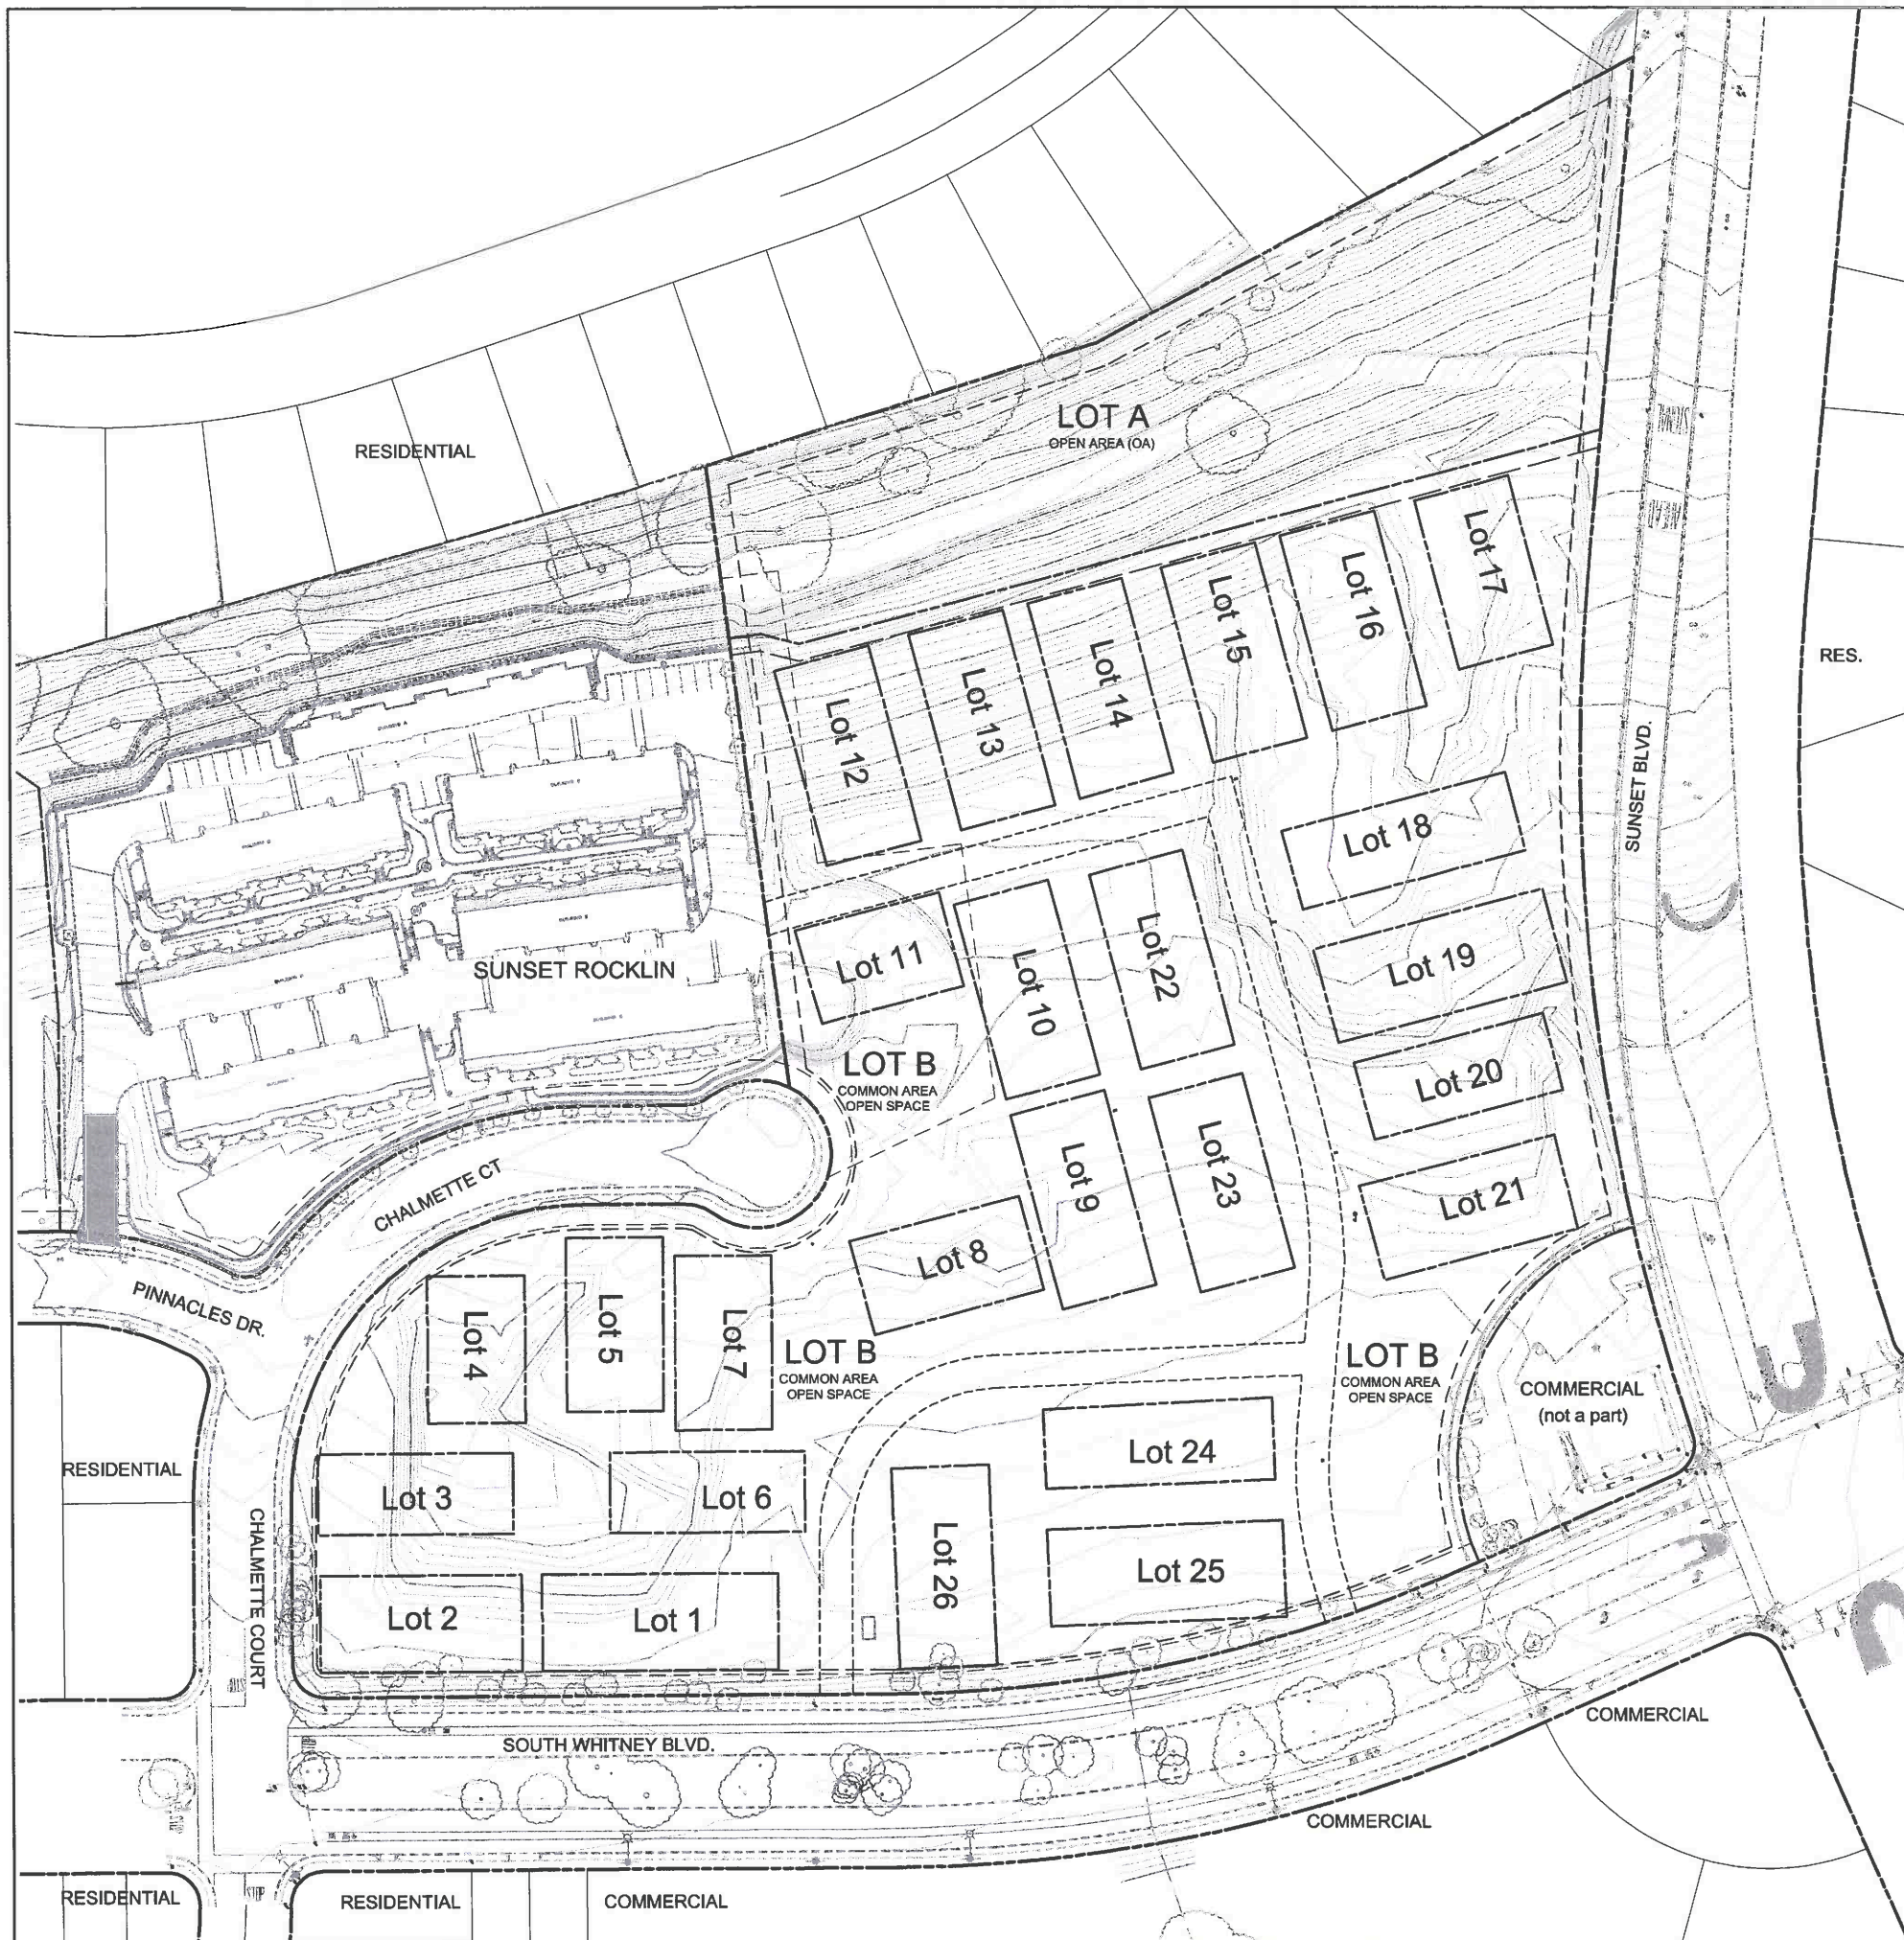 LOT A
OPEN AREA (OA)
RESIDENTIAL
Lot 17
Lot 16
Lot 15
Lot 14
Lot 13
Lot 12
RES.
SUNSET BLVD.
Lot 18
Lot 19
Lot 20
Lot 21
Lot 22
Lot 10
Lot 11
SUNSET ROCKLIN
LOT B
COMMON AREA
OPEN SPACE
Lot 9
Lot 23
Lot 8
CHALMETTE CT
PINNACLES DR.
Lot 4
Lot 5
Lot 7
LOT B
COMMON AREA
OPEN SPACE
LOT B
COMMON AREA
OPEN SPACE
COMMERCIAL
(not a part)
RESIDENTIAL
Lot 3
Lot 6
Lot 24
CHALMETTE COURT
Lot 2
Lot 1
Lot 26
Lot 25
SOUTH WHITNEY BLVD.
COMMERCIAL
COMMERCIAL
RESIDENTIAL
STOP
RESIDENTIAL
COMMERCIAL